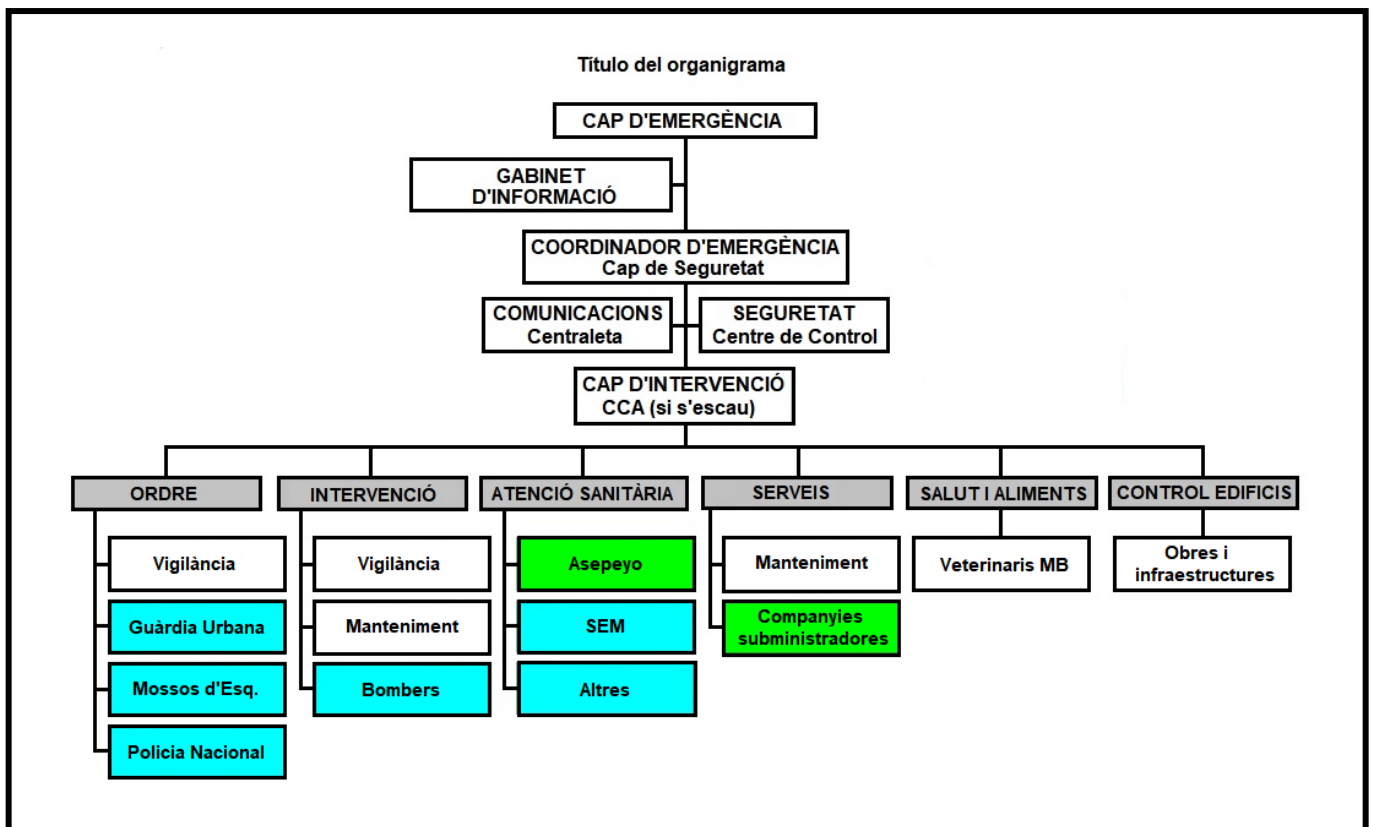 Título del organigrama
CAP D'EMERGÈNCIA
GABINET
D'INFORMACIÓ
COORDINADOR D'EMERGÈNCIA
Cap de Seguretat
COMUNICACIONS
Centraleta
SEGURETAT
Centre de Control
CAP D'INTERVENCIÓ
CCA (si s'escau)
ORDRE
INTERVENCIÓ
ATENCIÓ SANITÀRIA
SERVEIS
SALUT I ALIMENTS
CONTROL EDIFICIS
Vigilància
Guàrdia Urbana
Mossos d'Esq.
Policia Nacional
Vigilància
Manteniment
Bombers
Asepeyo
SEM
Altres
Manteniment
Companyies
subministradores
Veterinaris MB
Obres i
infraestructures